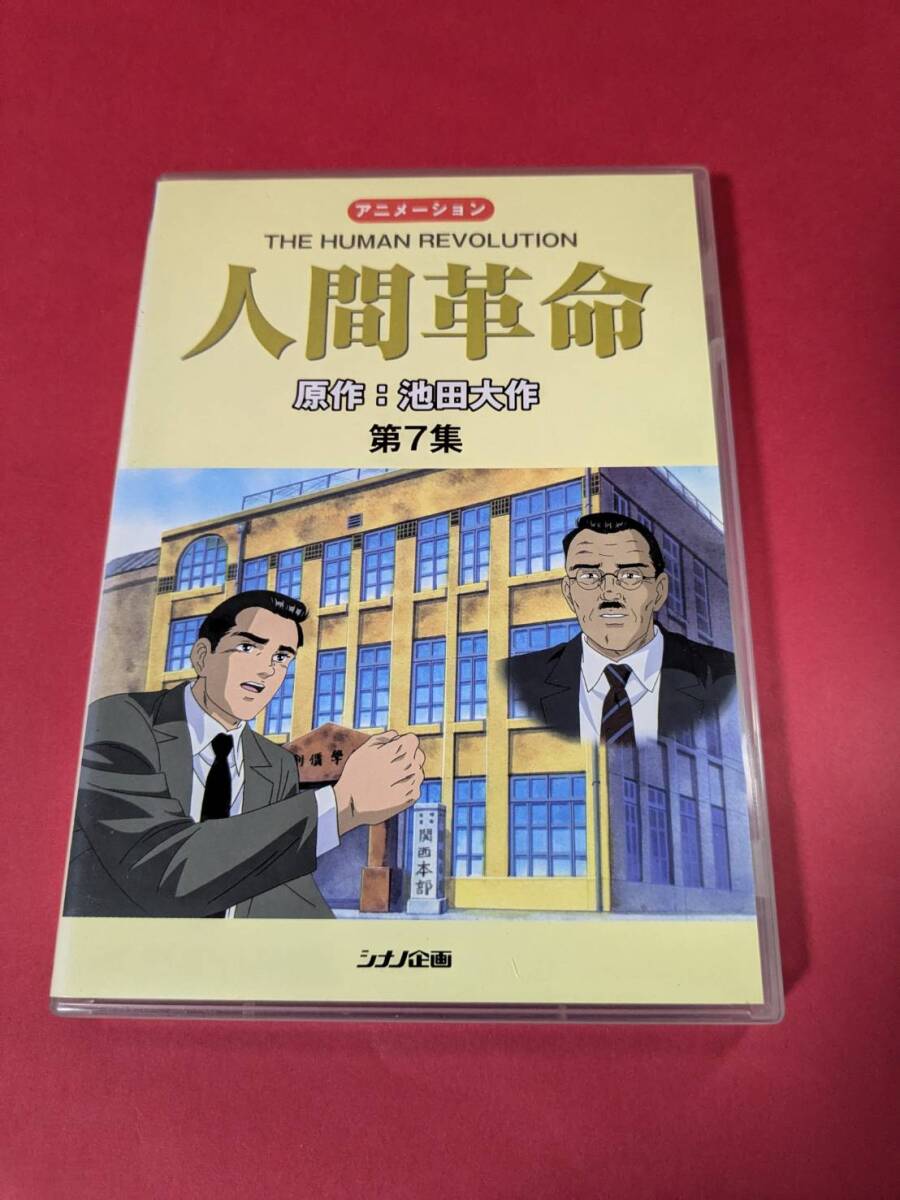 アニメーション
THE HUMAN REVOLUTION
人間革命
原作：池田大作
第7集
關西本部
シナノ企画